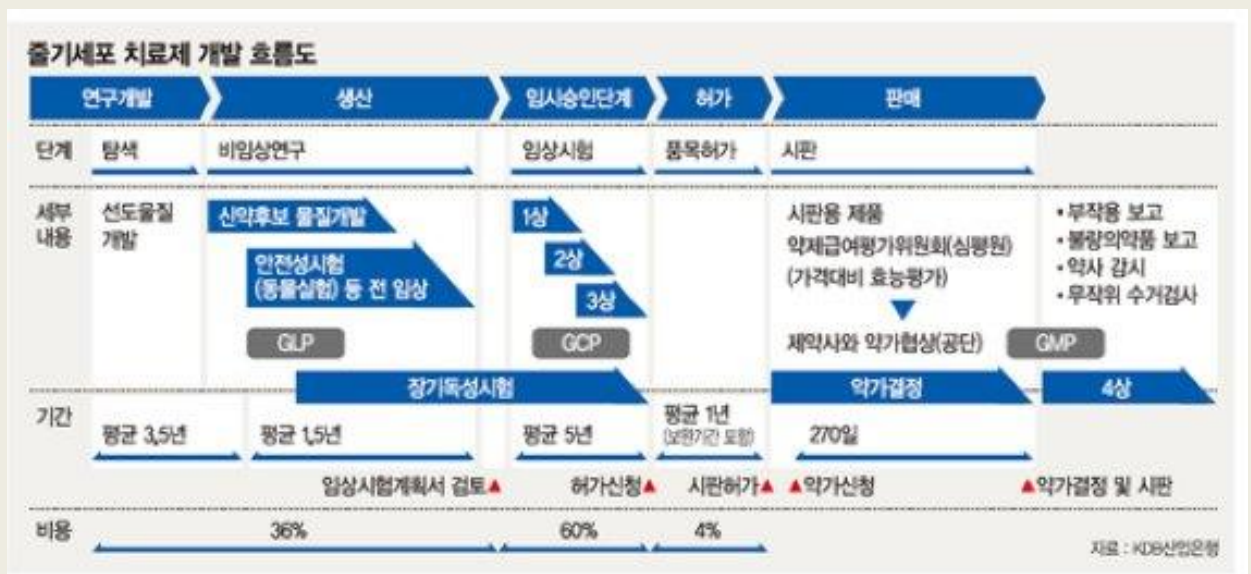 줄기세포 치료제 개발 흐름도
연구개발 생산 임시승인단계 허가 판매
단계 탐색 비임상연구 임상시험 품목허가 시판
세부
내용
선도물질
개발
신약후보 물질개발
안전성시험
(동물실험) 등 전 임상
GLP
1상
2상
3상
GCP
장기독성시험
시판용 제품
약제급여평가위원회(심평원)
(가격대비 효능평가)
제약사와 약가협상(공단)
GMP
약가결정
• 부작용 보고
• 불량의약품 보고
• 약사 감시
• 무작위 수거검사
4상
기간 평균 3.5년 평균 1.5년 평균 5년
평균 1년
(보완기간 포함)
270일
임상시험계획서 검토▲ 허가신청▲ 시판허가▲ ▲약가신청 ▲약가결정 및 시판
비용 36% 60% 4%
자료 : KDB산업은행